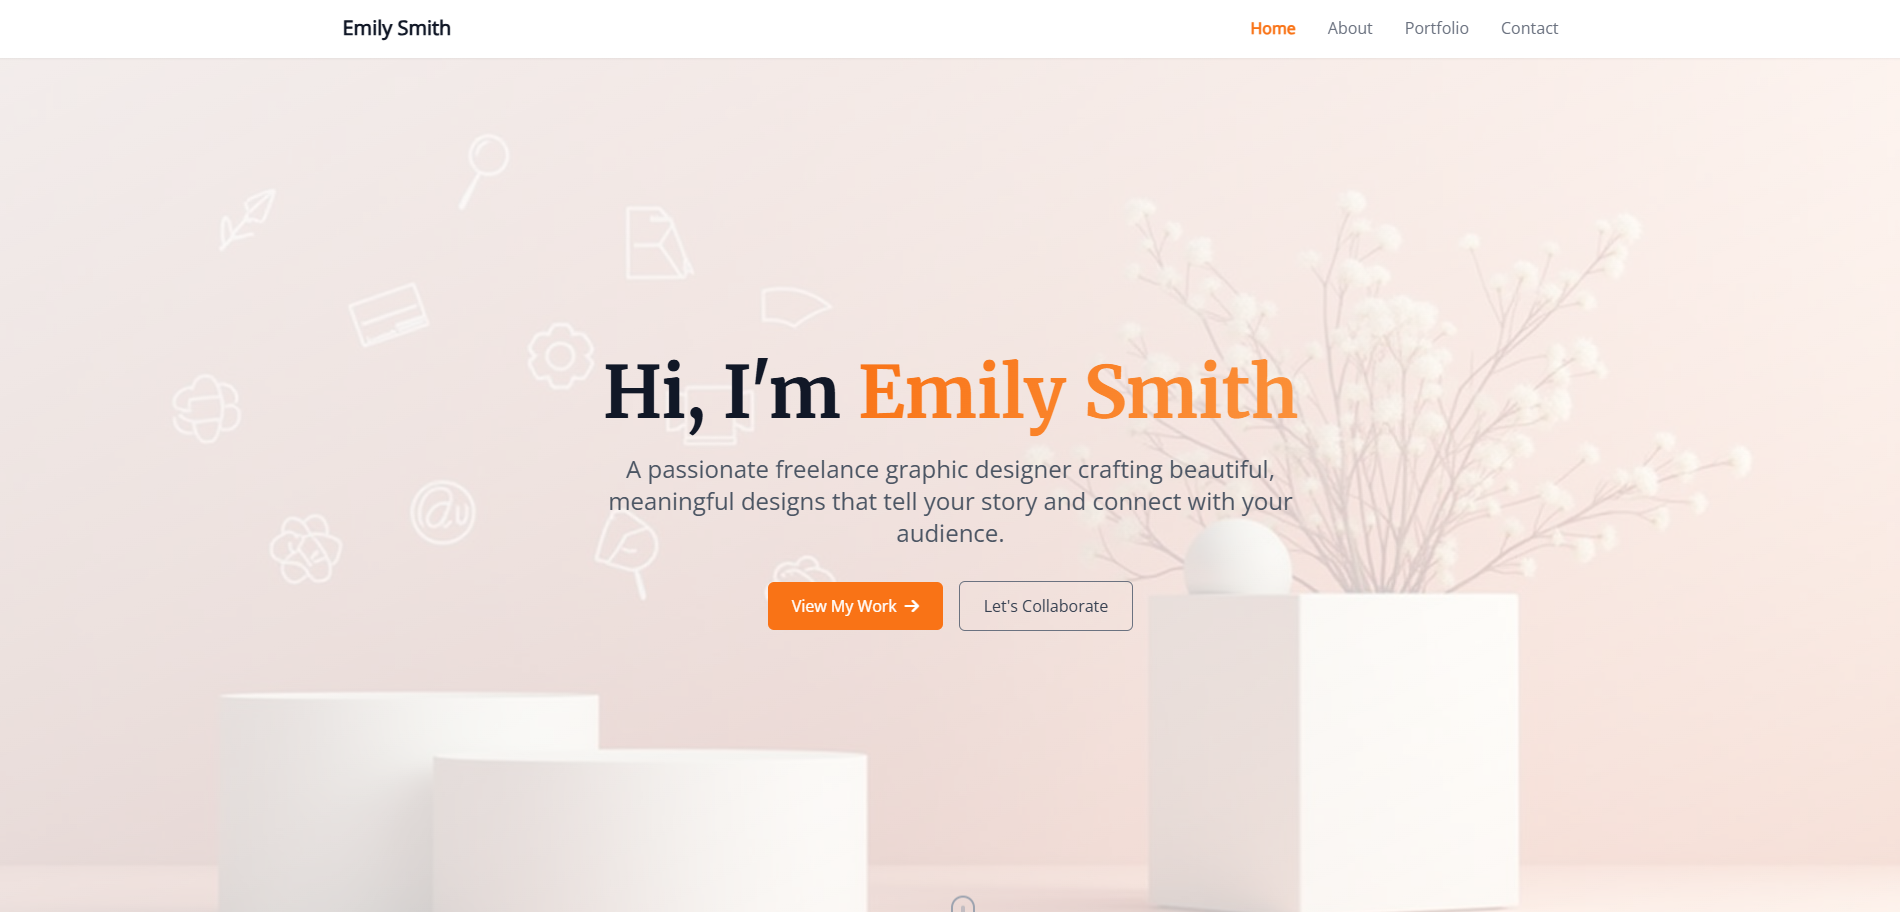 Emily Smith
Home
About
Portfolio
Contact
Hi, I'm Emily Smith
A passionate freelance graphic designer crafting beautiful,
meaningful designs that tell your story and connect with your
audience.
View My Work →
Let's Collaborate